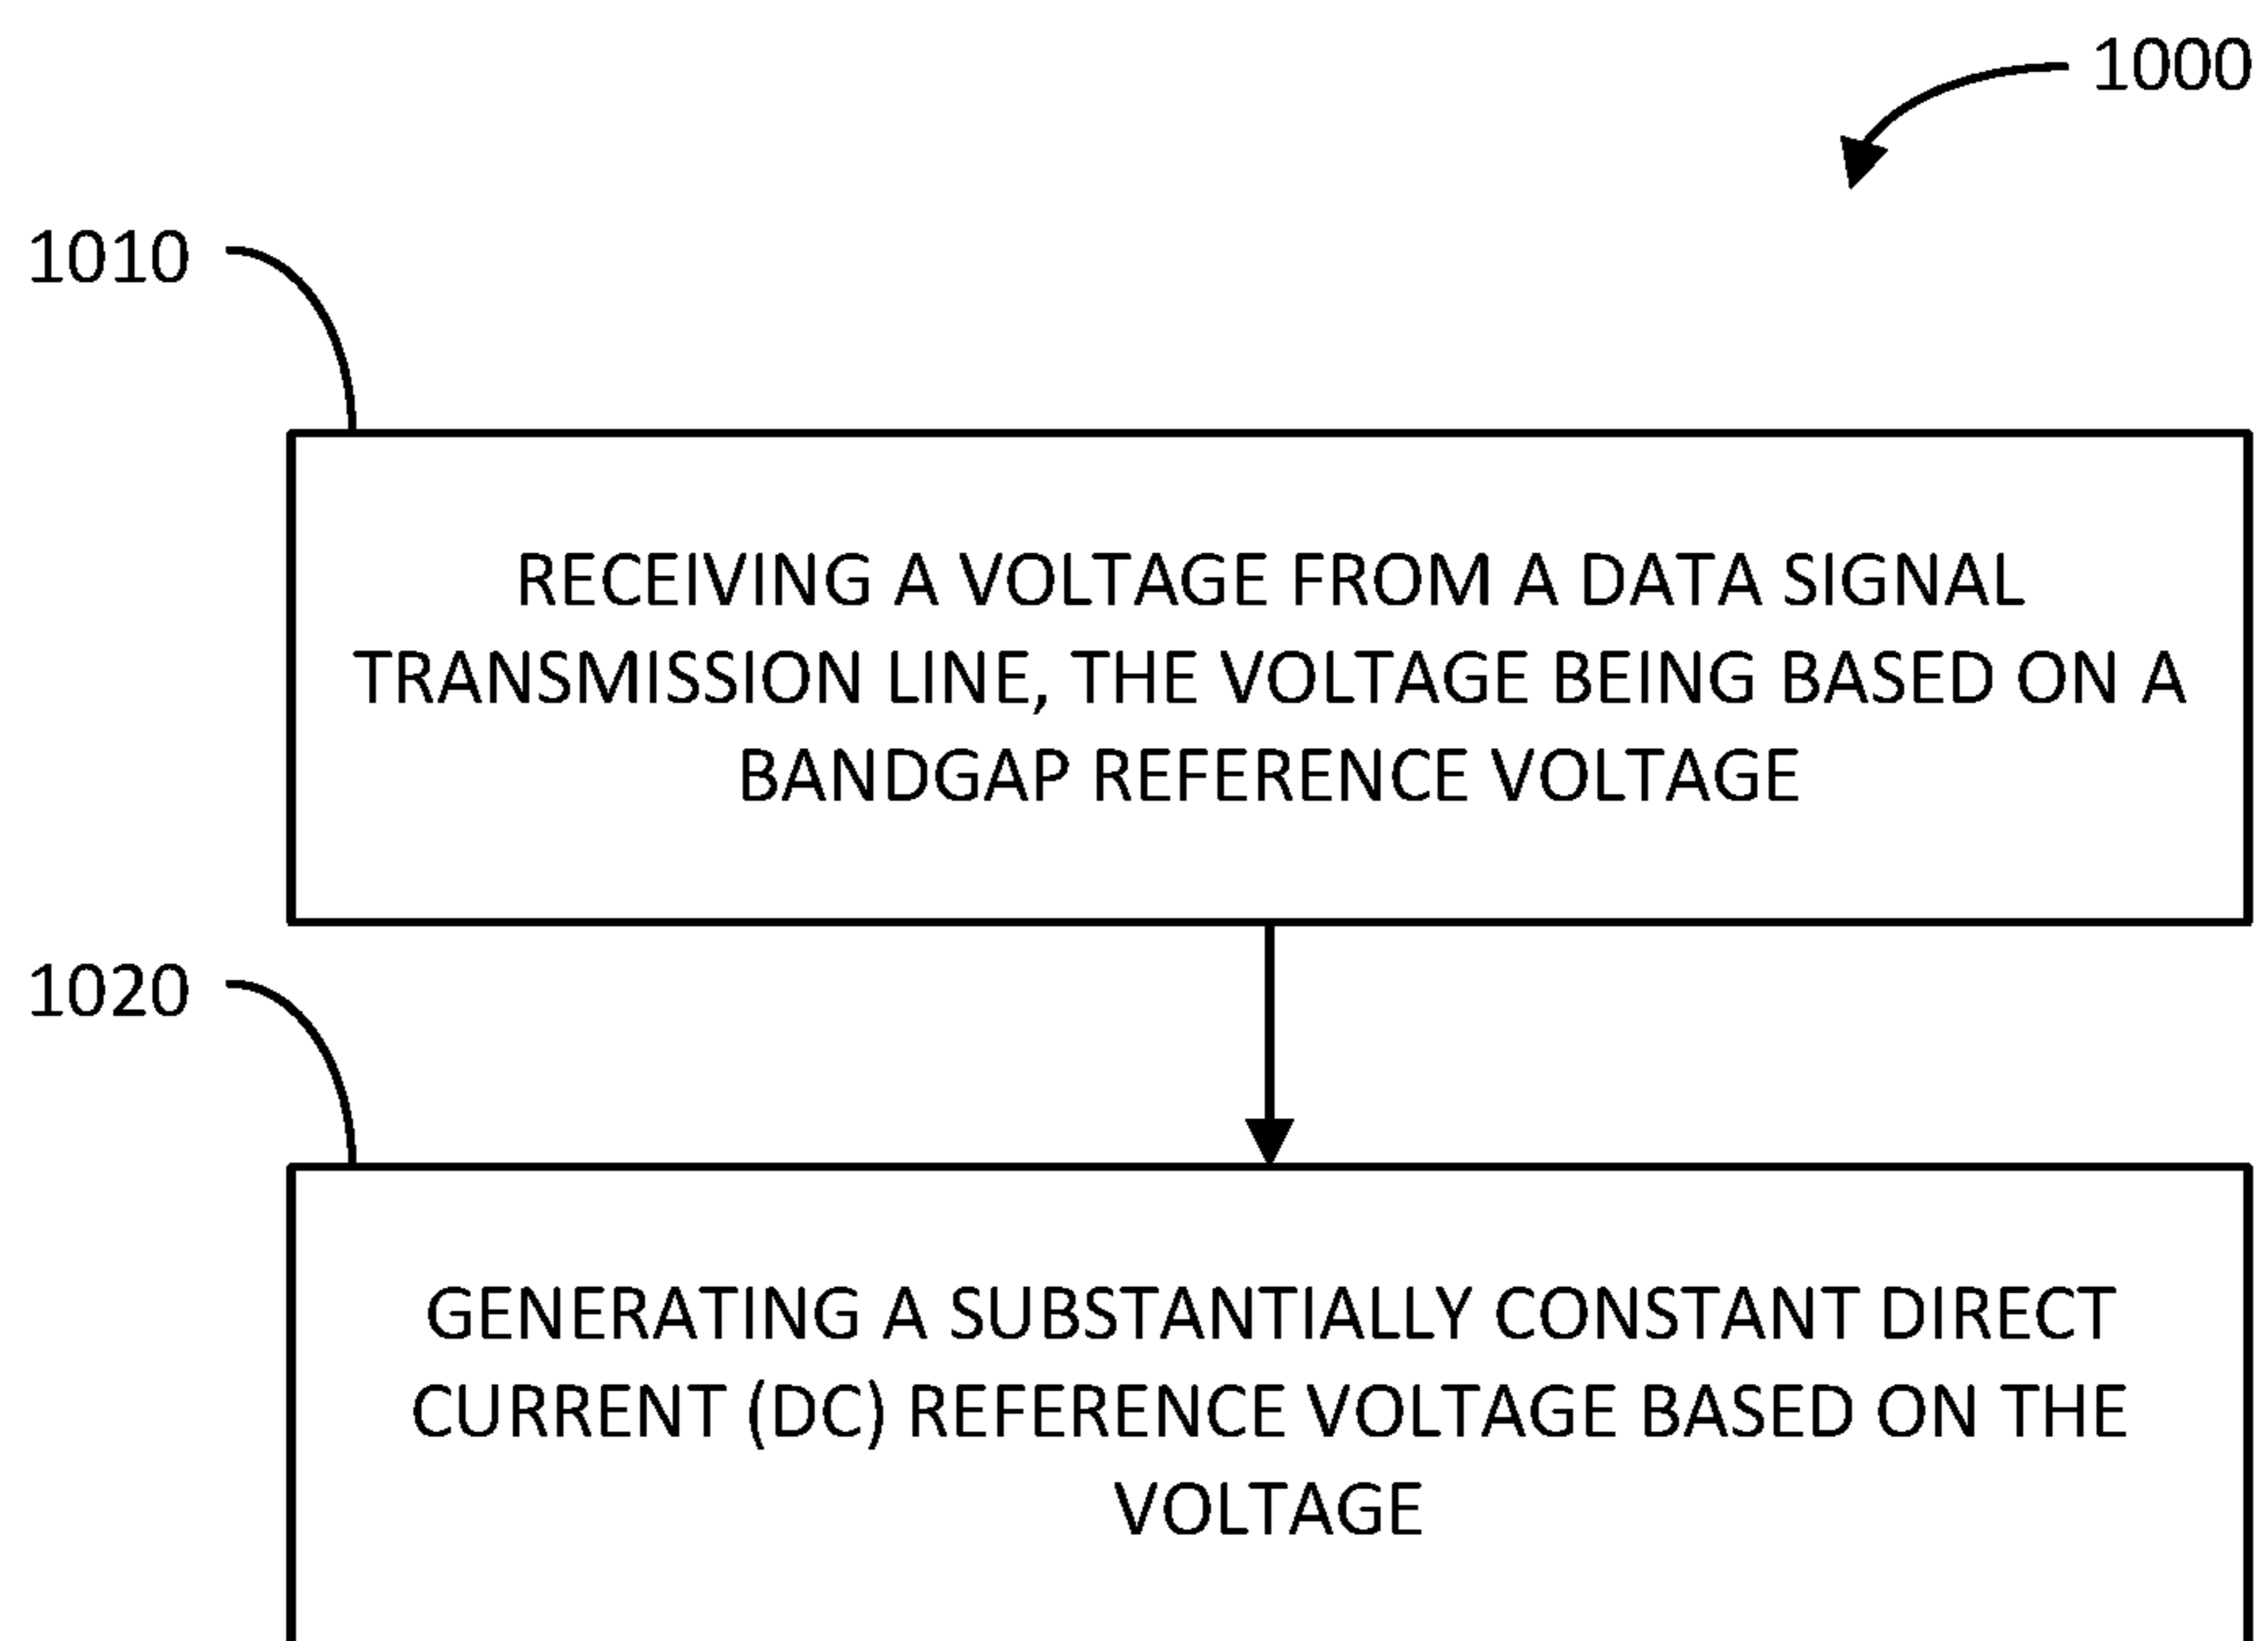 1000
1010
RECEIVING A VOLTAGE FROM A DATA SIGNAL
TRANSMISSION LINE, THE VOLTAGE BEING BASED ON A
BANDGAP REFERENCE VOLTAGE
1020
GENERATING A SUBSTANTIALLY CONSTANT DIRECT
CURRENT (DC) REFERENCE VOLTAGE BASED ON THE
VOLTAGE